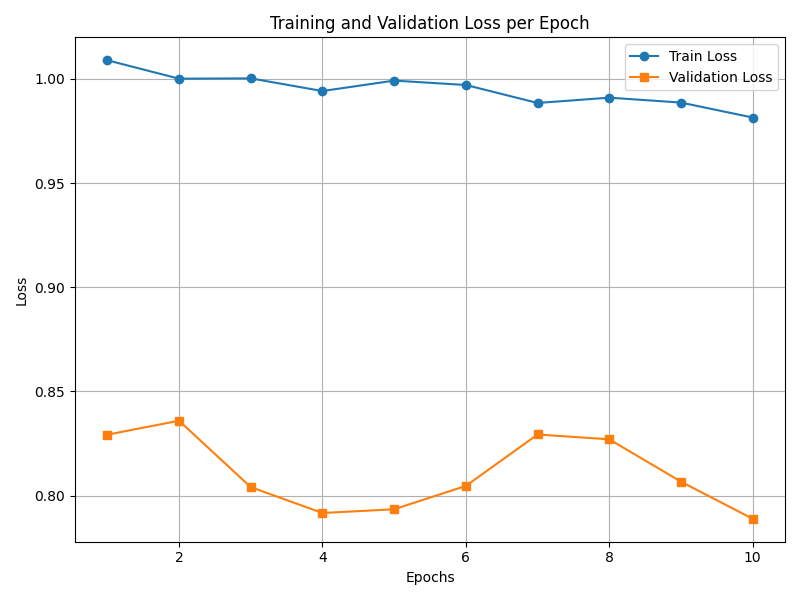 Training and Validation Loss per Epoch
Train Loss
Validation Loss
1.00
0.95
0.90
0.85
0.80
Loss
2 4 6 8 10
Epochs